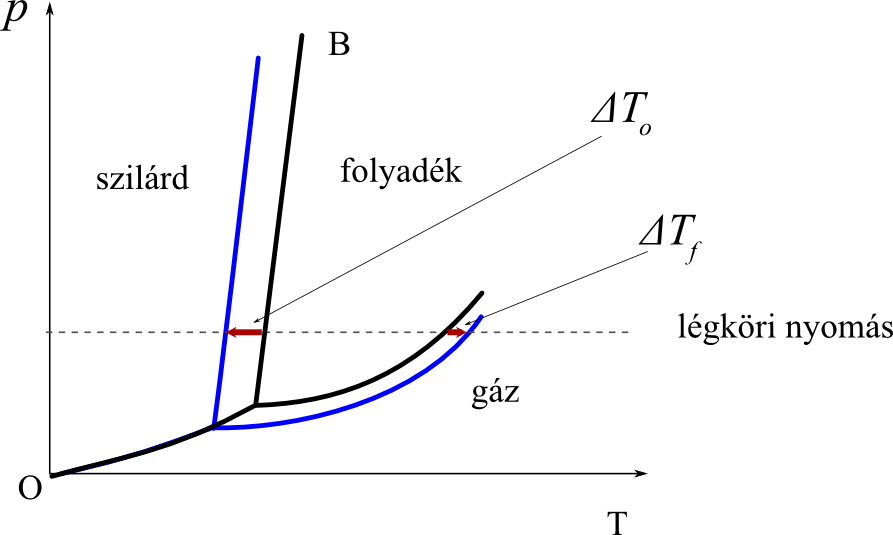 p
B
ΔTo
szilárd
folyadék
ΔTf
légköri nyomás
gáz
O
T